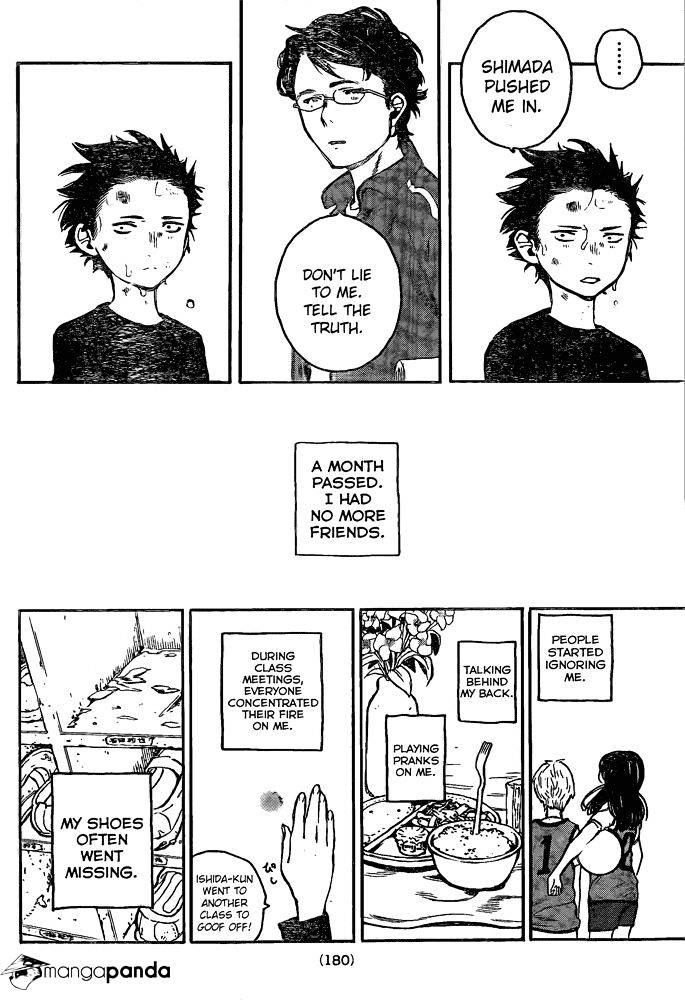 ......
SHIMADA
PUSHED
ME IN.
DON'T LIE
TO ME.
TELL THE
TRUTH.
A MONTH
PASSED.
I HAD
NO MORE
FRIENDS.
PEOPLE
STARTED
IGNORING
ME.
1
2
TALKING
BEHIND
MY BACK.
PLAYING
PRANKS
ON ME.
DURING
CLASS
MEETINGS,
EVERYONE
CONCENTRATED
THEIR FIRE
ON ME.
ISHIDA-KUN
WENT TO
ANOTHER
CLASS TO
GOOF OFF!
MY SHOES
OFTEN
WENT
MISSING.
(180)
mangapanda